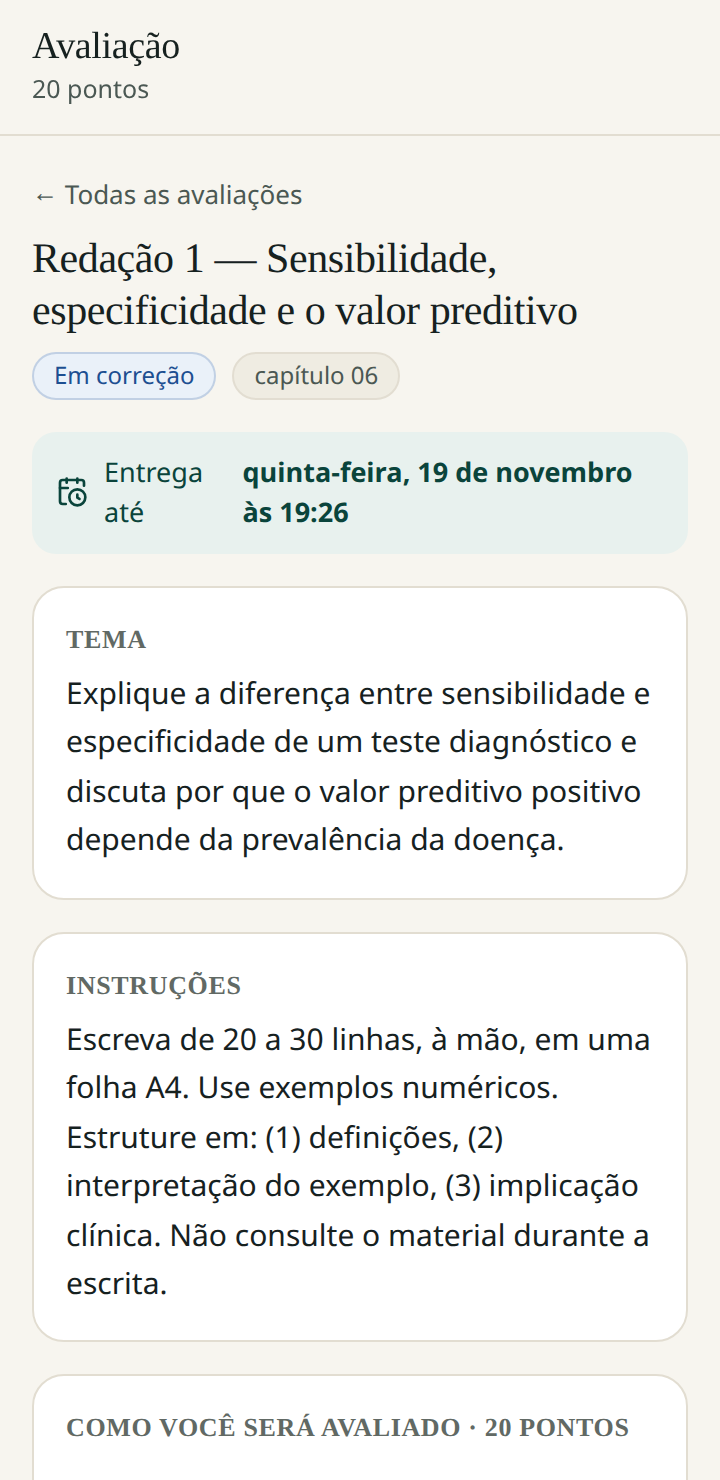 Avaliação
20 pontos
← Todas as avaliações
Redação 1 — Sensibilidade,
especificidade e o valor preditivo
Em correção
capítulo 06
Entrega até
quinta-feira, 19 de novembro
às 19:26
TEMA
Explique a diferença entre sensibilidade e
especificidade de um teste diagnóstico e
discuta por que o valor preditivo positivo
depende da prevalência da doença.
INSTRUÇÕES
Escreva de 20 a 30 linhas, à mão, em uma
folha A4. Use exemplos numéricos.
Estruture em: (1) definições, (2)
interpretação do exemplo, (3) implicação
clínica. Não consulte o material durante a
escrita.
COMO VOCÊ SERÁ AVALIADO · 20 PONTOS